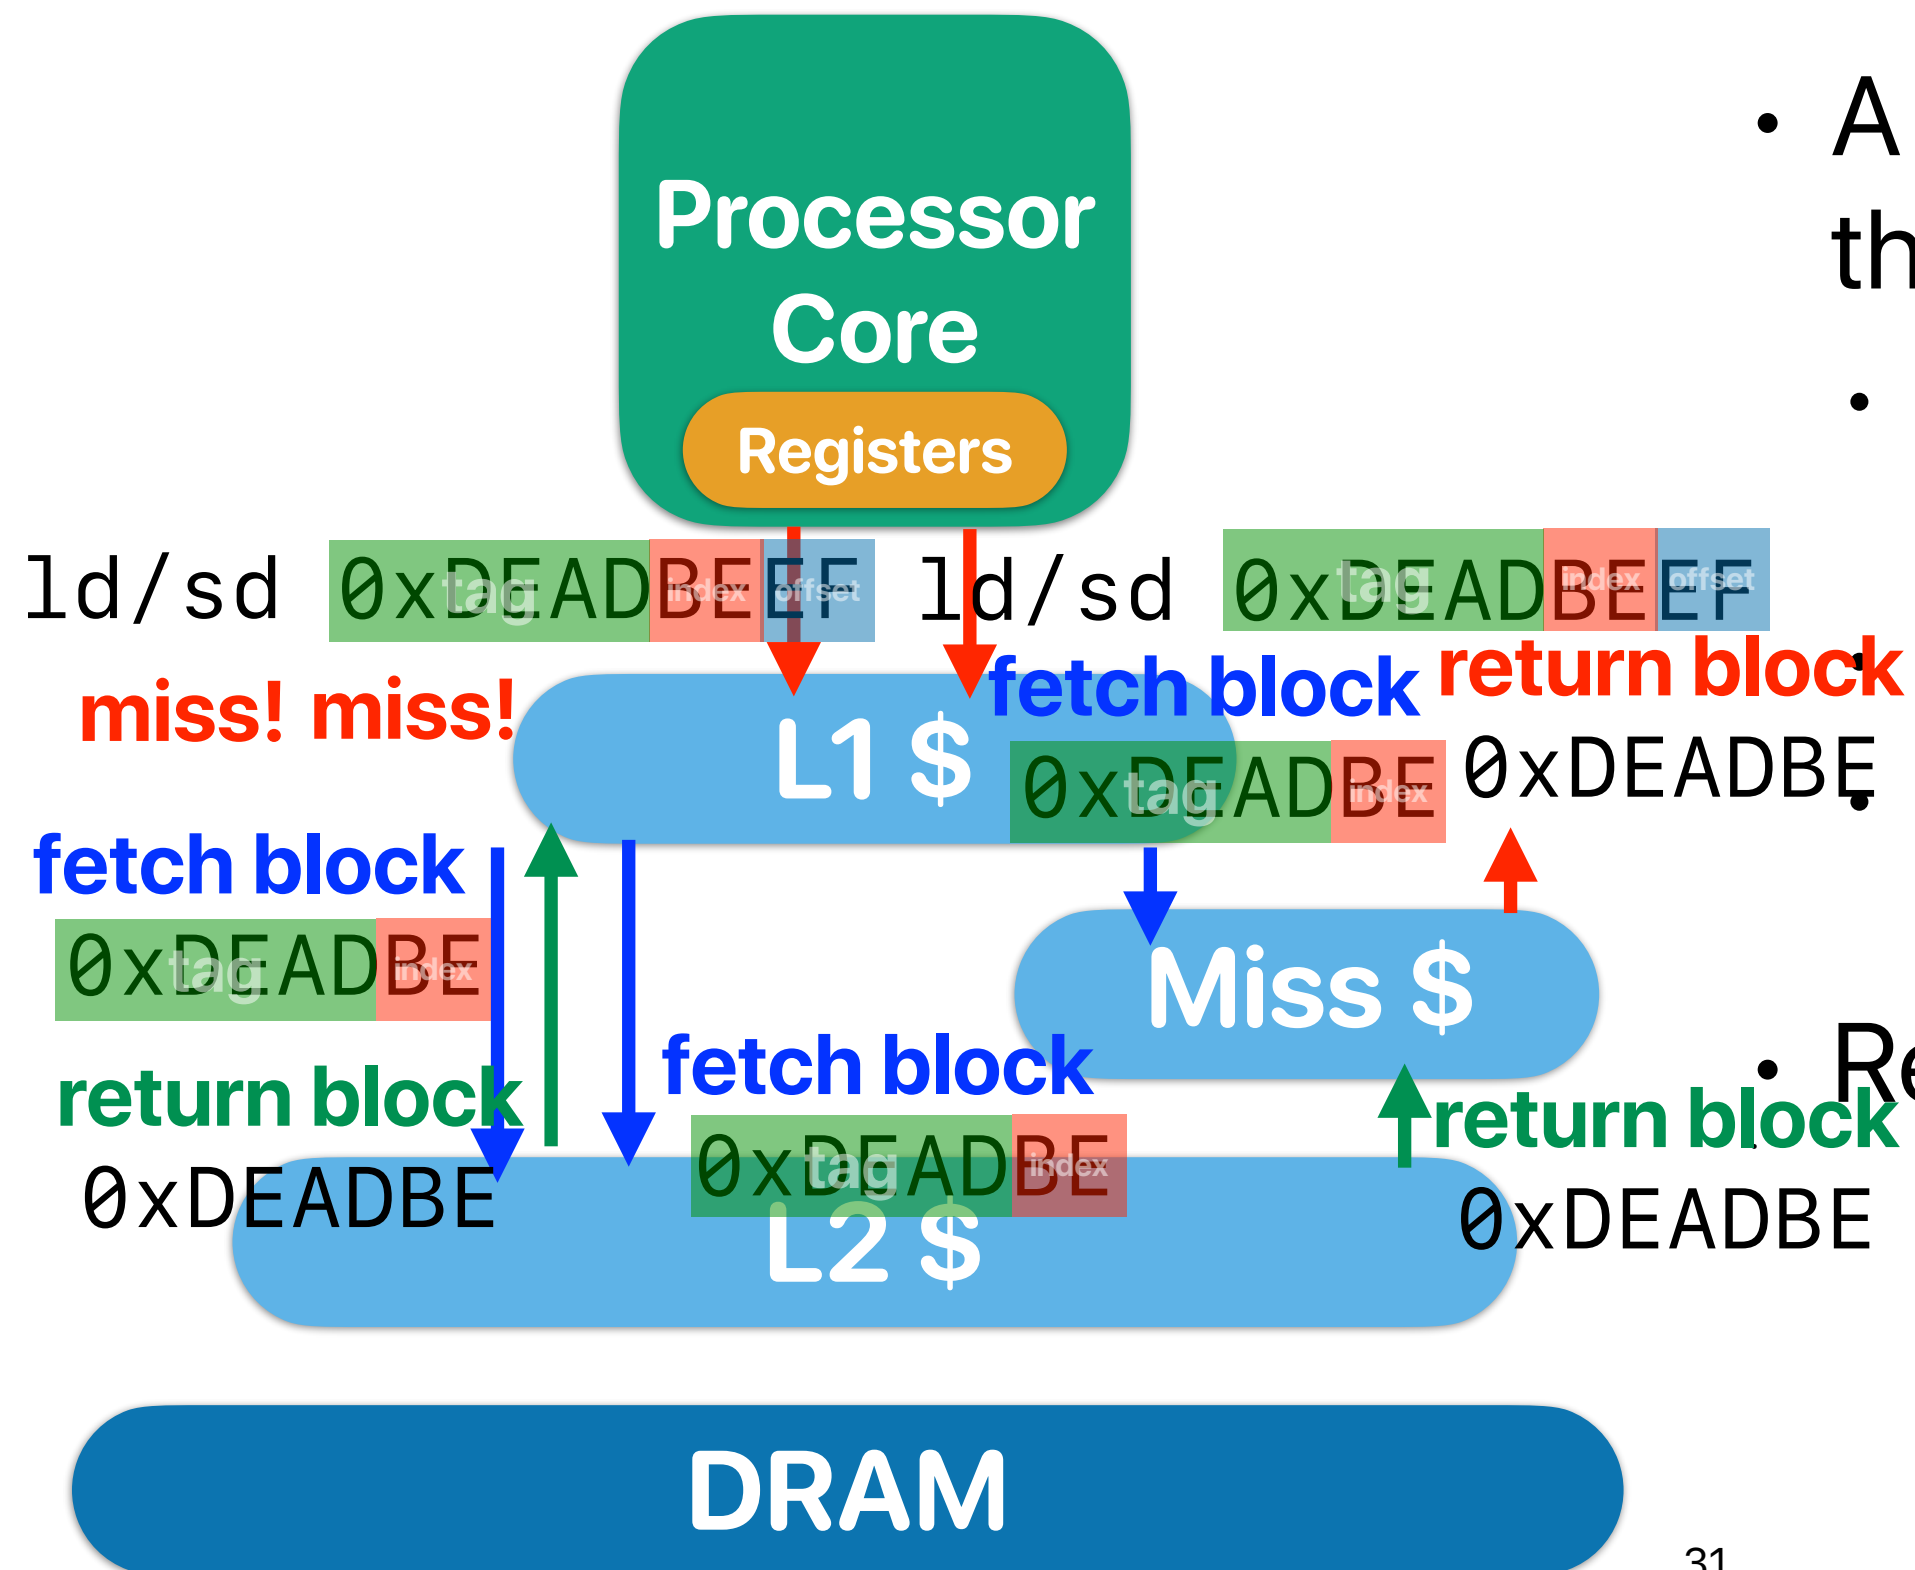 Processor
Core
Registers
ld/sd 0xDEADBEEF
tag index offset
ld/sd 0xDEADBEEF
tag index offset
miss! miss!
L1 $
fetch block
0xDEADBE
tag index
return block
0xDEADBE
fetch block
0xDEADBE
tag index
Miss $
return block
0xDEADBE
fetch block
0xDEADBE
tag index
return block
0xDEADBE
L2 $
DRAM
• A
th
•
•
•
• Re
31